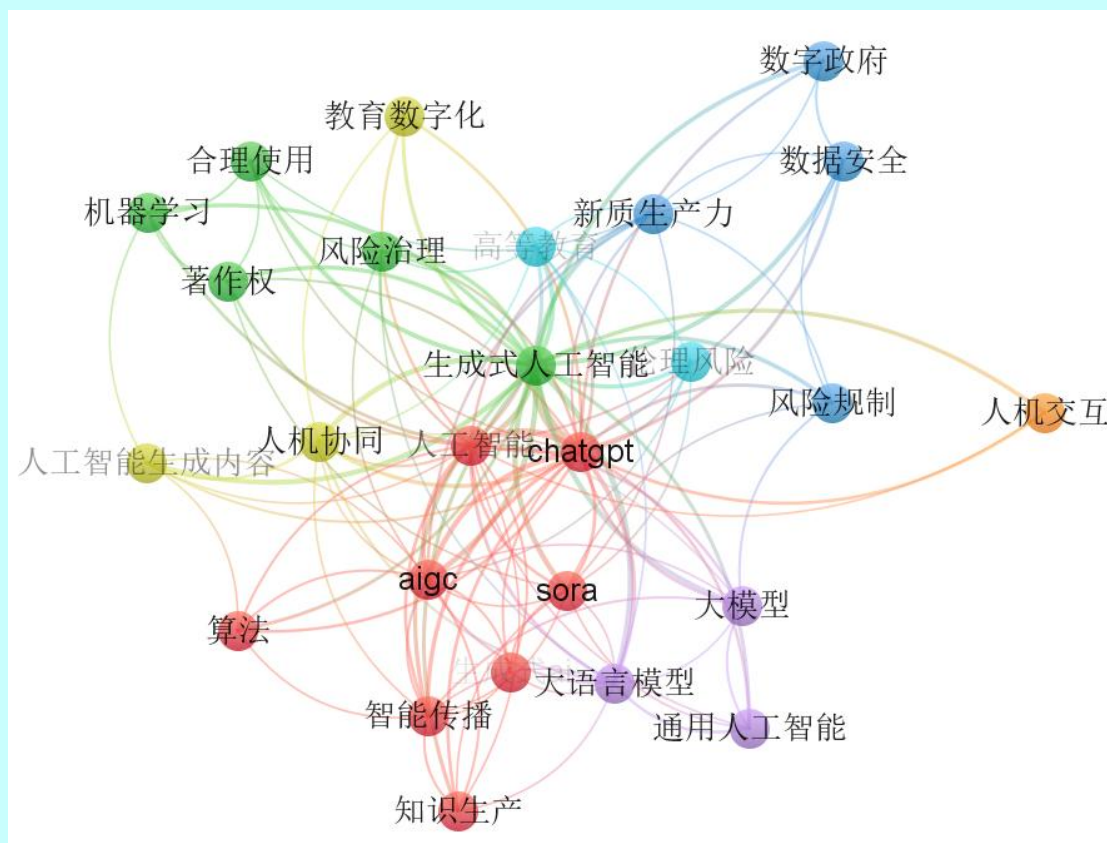 数字政府
教育数字化
合理使用
数据安全
机器学习
新质生产力
风险治理
高等教育
著作权
生成式人工智能
伦理风险
风险规制
人机交互
人机协同
人工智能
chatgpt
人工智能生成内容
aigc
sora
大模型
算法
大语言模型
智能传播
通用人工智能
知识生产